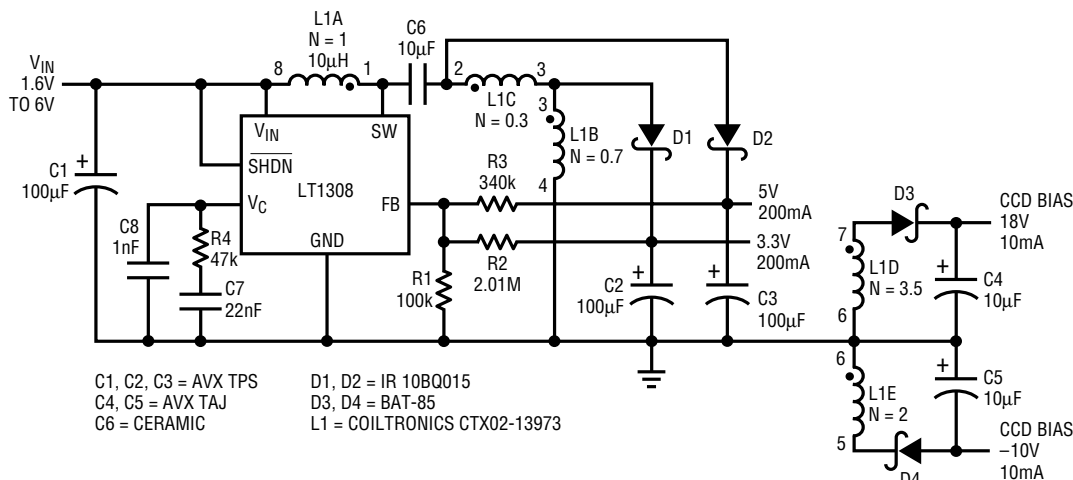 L1A
N = 1
10µH
C6
10µF
VIN
1.6V
TO 6V
8
1
2
3
L1C
N = 0.3
3
L1B
N = 0.7
4
D1
D2
VIN
SW
SHDN
LT1308
VC
FB
GND
C1
100µF
+
C8
1nF
R4
47k
C7
22nF
R3
340k
R2
2.01M
R1
100k
5V
200mA
3.3V
200mA
+
C2
100µF
+
C3
100µF
D3
CCD BIAS
18V
10mA
7
L1D
N = 3.5
6
+
C4
10µF
6
L1E
N = 2
5
+
C5
10µF
D4
CCD BIAS
–10V
10mA
C1, C2, C3 = AVX TPS
C4, C5 = AVX TAJ
C6 = CERAMIC
D1, D2 = IR 10BQ015
D3, D4 = BAT-85
L1 = COILTRONICS CTX02-13973